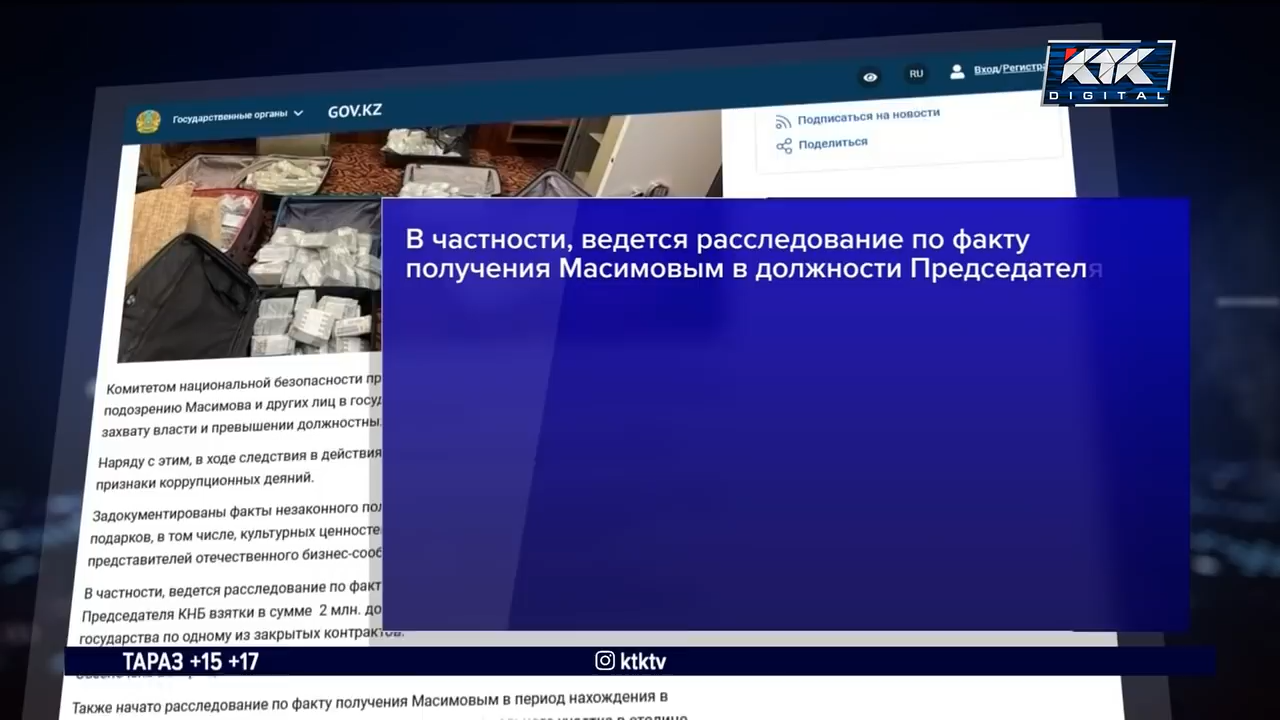 КТК
DIGITAL
Государственные органы
GOV.KZ
RU
Вход/Регистра
Подписаться на новости
Поделиться
В частности, ведется расследование по факту
получения Масимовым в должности Председателя
Комитетом национальной безопасности пр
подозрению Масимова и других лиц в госуд
захвату власти и превышении должностны
Наряду с этим, в ходе следствия в действия
признаки коррупционных деяний.
Задокументированы факты незаконного пол
подарков, в том числе, культурных ценносте
представителей отечественного бизнес-сооб
В частности, ведется расследование по факт
Председателя КНБ взятки в сумме 2 млн. до
государства по одному из закрытых контрактов.
ТАРАЗ +15 +17
ktktv
Также начато расследование по факту получения Масимовым в период нахождения в
участка в столице